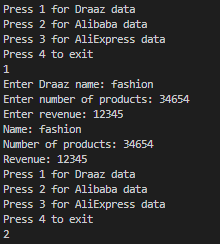 Press 1 for Draaz data
Press 2 for Alibaba data
Press 3 for AliExpress data
Press 4 to exit
1
Enter Draaz name: fashion
Enter number of products: 34654
Enter revenue: 12345
Name: fashion
Number of products: 34654
Revenue: 12345
Press 1 for Draaz data
Press 2 for Alibaba data
Press 3 for AliExpress data
Press 4 to exit
2